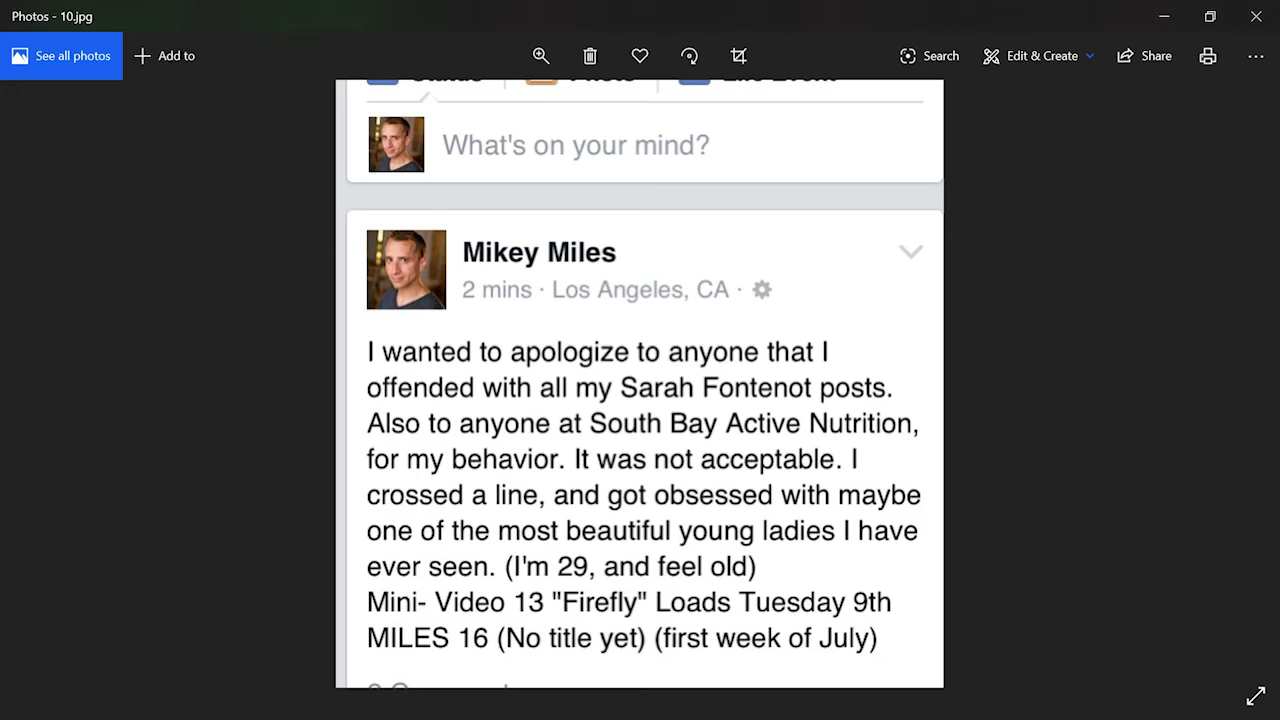 Photos - 10.jpg
See all photos
Add to
Search
Edit & Create
Share
Status
Photo
Life Event
What's on your mind?
Mikey Miles
2 mins · Los Angeles, CA ·
I wanted to apologize to anyone that I
offended with all my Sarah Fontenot posts.
Also to anyone at South Bay Active Nutrition,
for my behavior. It was not acceptable. I
crossed a line, and got obsessed with maybe
one of the most beautiful young ladies I have
ever seen. (I'm 29, and feel old)
Mini- Video 13 "Firefly" Loads Tuesday 9th
MILES 16 (No title yet) (first week of July)